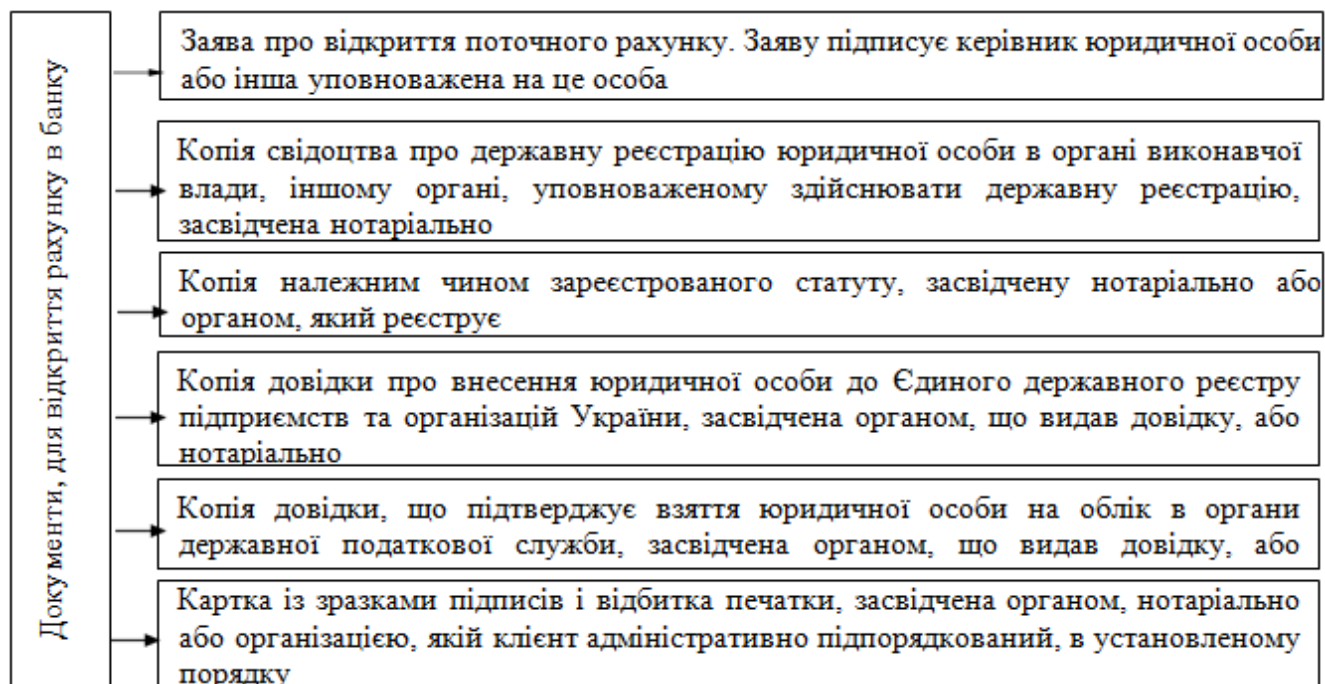 Документи, для відкриття рахунку в банку
Заява про відкриття поточного рахунку. Заяву підписує керівник юридичної особи
або інша уповноважена на це особа
Копія свідоцтва про державну реєстрацію юридичної особи в органі виконавчої
влади, іншому органі, уповноваженому здійснювати державну реєстрацію,
засвідчена нотаріально
Копія належним чином зареєстрованого статуту, засвідчену нотаріально або
органом, який реєструє
Копія довідки про внесення юридичної особи до Єдиного державного реєстру
підприємств та організацій України, засвідчена органом, що видав довідку, або
нотаріально
Копія довідки, що підтверджує взяття юридичної особи на облік в органи
державної податкової служби, засвідчена органом, що видав довідку, або
Картка із зразками підписів і відбитка печатки, засвідчена органом, нотаріально
або організацією, якій клієнт адміністративно підпорядкований, в установленому
порядку